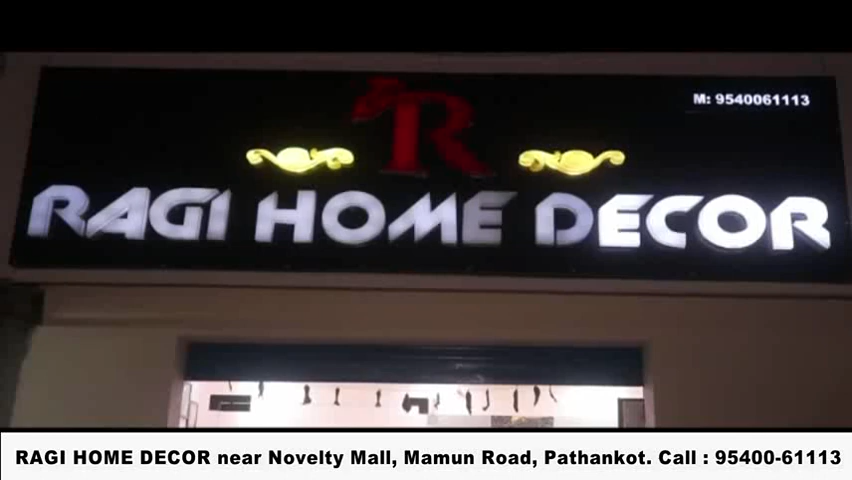 R
M: 9540061113
RAGI HOME DECOR
RAGI HOME DECOR near Novelty Mall, Mamun Road, Pathankot. Call : 95400-61113